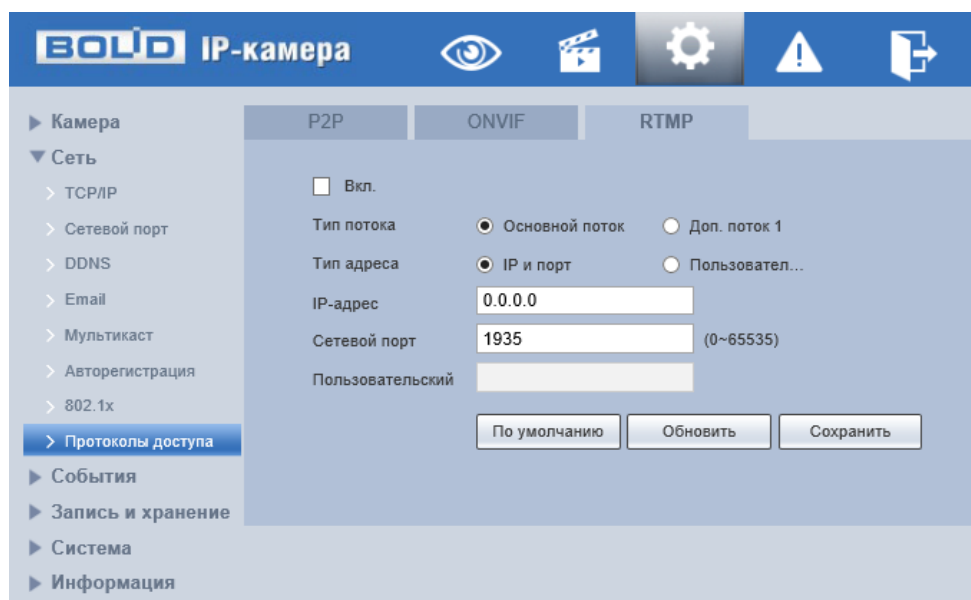 BOLID IP-камера
Камера
Сеть
TCP/IP
Сетевой порт
DDNS
Email
Мультикаст
Авторегистрация
802.1x
Протоколы доступа
События
Запись и хранение
Система
Информация
P2P ONVIF RTMP
Вкл.
Тип потока Основной поток Доп. поток 1
Тип адреса IP и порт Пользовател...
IP-адрес 0.0.0.0
Сетевой порт 1935 (0~65535)
Пользовательский
По умолчанию Обновить Сохранить